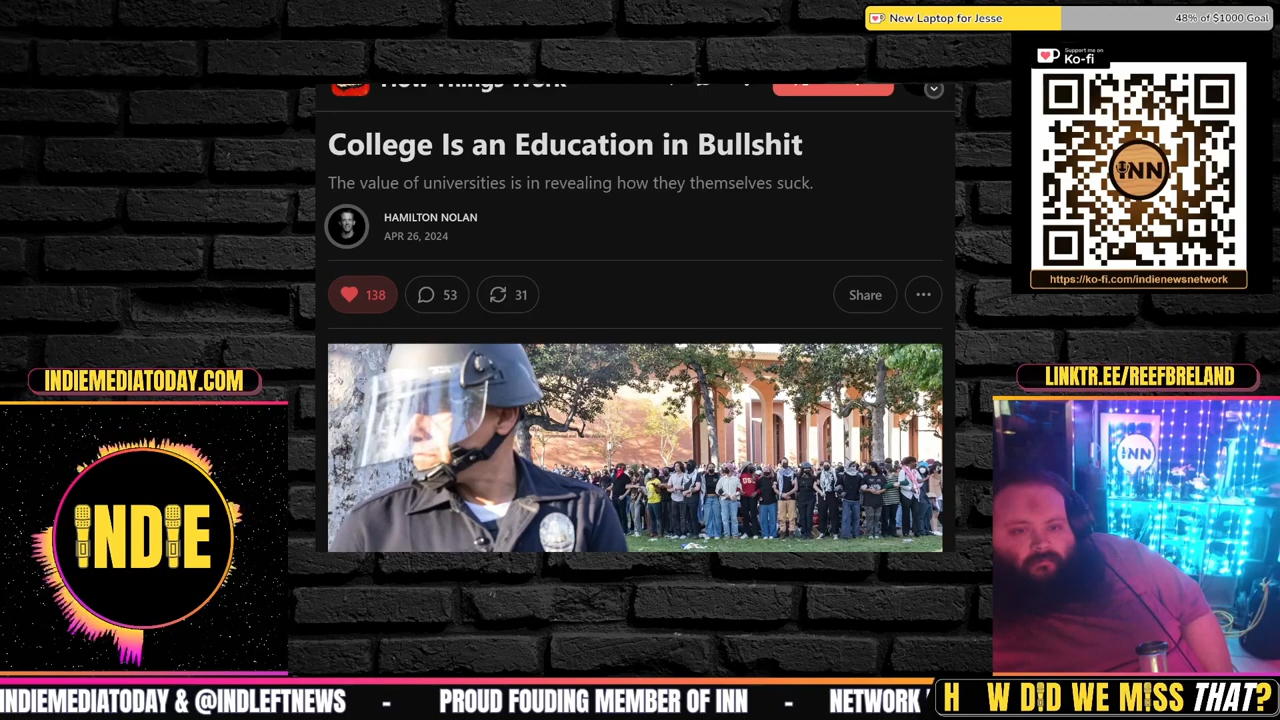 New Laptop for Jesse
48% of $1000 Goal
Support me on
Ko-fi
How Things Work
College Is an Education in Bullshit
The value of universities is in revealing how they themselves suck.
HAMILTON NOLAN
APR 26, 2024
138
53
31
Share
INN
https://ko-fi.com/indienewsnetwork
INDIEMEDIATODAY.COM
LINKTR.EE/REEFBRELAND
INDIE
INN
INDIEMEDIATODAY & @INDLEFTNEWS - PROUD FOUDING MEMBER OF INN - NETWORK
H W DID WE MISS THAT?